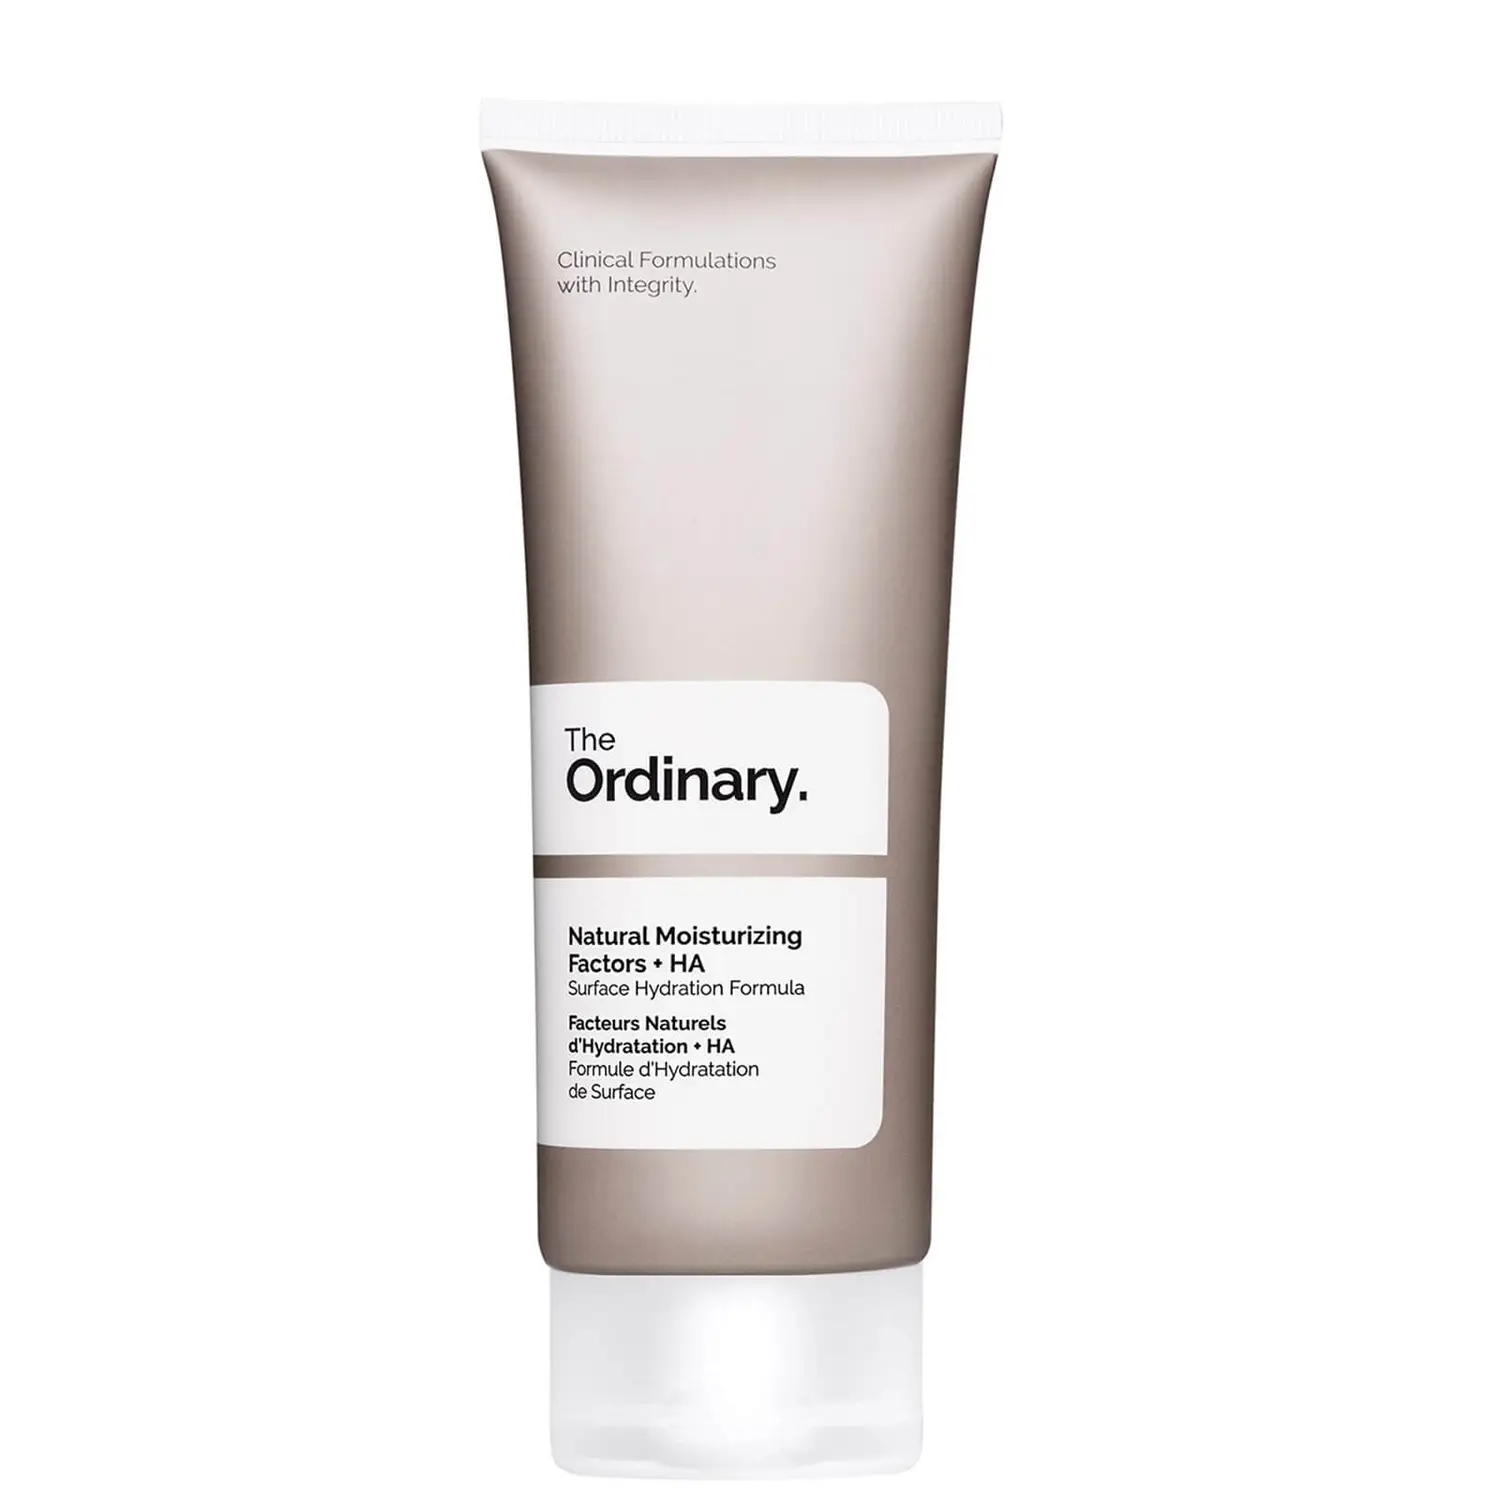 Clinical Formulations
with Integrity.
The
Ordinary.
Natural Moisturizing
Factors + HA
Surface Hydration Formula
Facteurs Naturels
d'Hydratation + HA
Formule d'Hydratation
de Surface